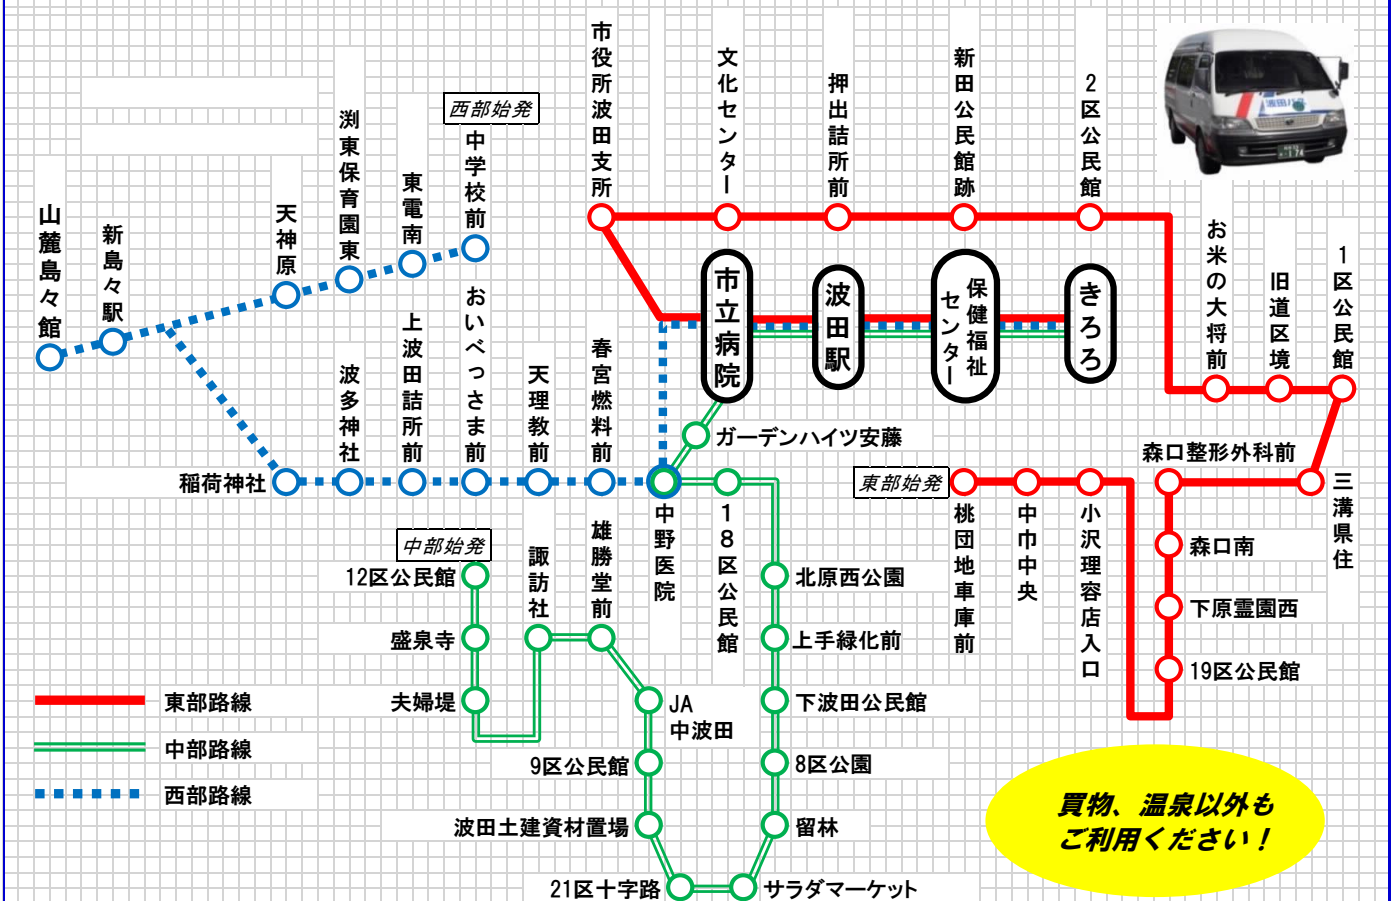 市役所波田支所
文化センター
押出詰所前
新田公民館跡
2区公民館
西部始発
中学校前
東電南
渕東保育園東
天神原
新島々駅
山麓島々館
お米の大将前
旧道区境
1区公民館
市立病院
波田駅
保健福祉
センター
きろろ
おいべっさま前
上波田詰所前
波多神社
天理教前
春宮燃料前
稲荷神社
ガーデンハイツ安藤
森口整形外科前
三溝県住
東部始発
桃団地車庫前
中巾中央
小沢理容店入口
森口南
下原霊園西
19区公民館
中野医院
18区公民館
中部始発
12区公民館
盛泉寺
夫婦堤
諏訪社
雄勝堂前
北原西公園
上手緑化前
下波田公民館
8区公園
留林
サラダマーケット
JA
中波田
9区公民館
波田土建資材置場
21区十字路
東部路線
中部路線
西部路線
買物、温泉以外も
ご利用ください！